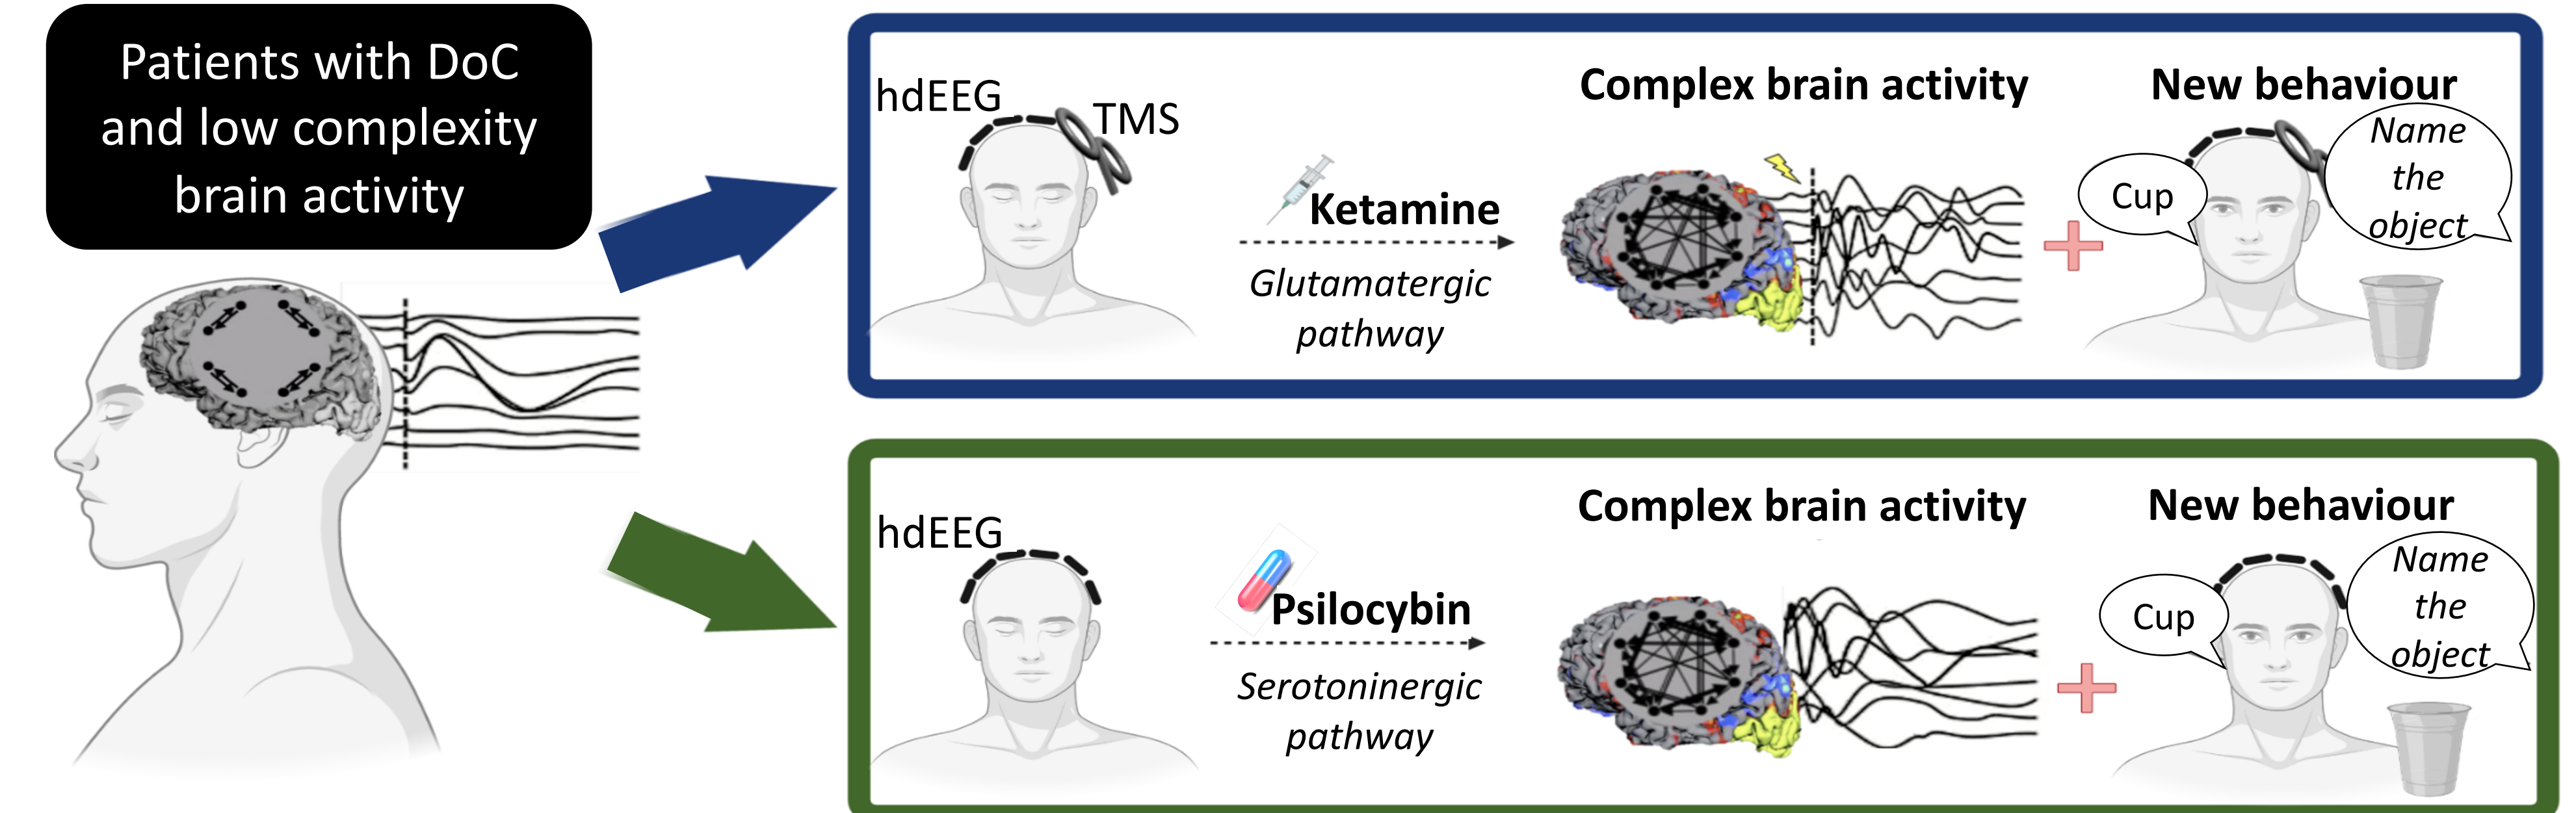 Patients with DoC
and low complexity
brain activity
hdEEG
TMS
Ketamine
Glutamatergic
pathway
Complex brain activity
New behaviour
Cup
Name
the
object
hdEEG
Psilocybin
Serotoninergic
pathway
Complex brain activity
New behaviour
Cup
Name
the
object